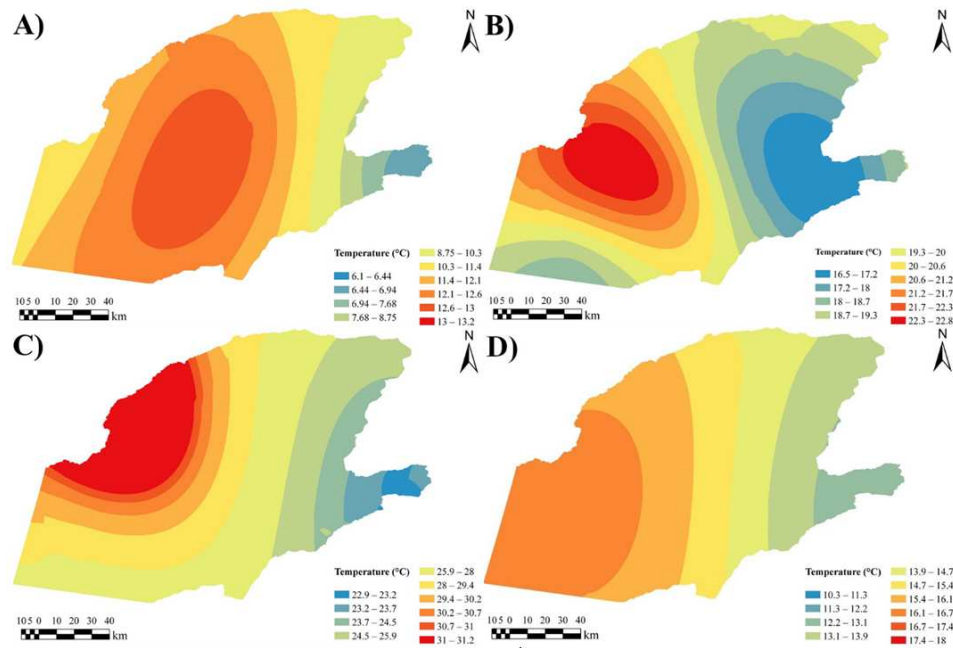 A)
N
Temperature (°C)
6.1 – 6.44
6.44 – 6.94
6.94 – 7.68
7.68 – 8.75
8.75 – 10.3
10.3 – 11.4
11.4 – 12.1
12.1 – 12.6
12.6 – 13
13 – 13.2
10 5 0 10 20 30 40
km
B)
N
Temperature (°C)
16.5 – 17.2
17.2 – 18
18 – 18.7
18.7 – 19.3
19.3 – 20
20 – 20.6
20.6 – 21.2
21.2 – 21.7
21.7 – 22.3
22.3 – 22.8
10 5 0 10 20 30 40
km
C)
N
Temperature (°C)
22.9 – 23.2
23.2 – 23.7
23.7 – 24.5
24.5 – 25.9
25.9 – 28
28 – 29.4
29.4 – 30.2
30.2 – 30.7
30.7 – 31
31 – 31.2
10 5 0 10 20 30 40
km
D)
N
Temperature (°C)
10.3 – 11.3
11.3 – 12.2
12.2 – 13.1
13.1 – 13.9
13.9 – 14.7
14.7 – 15.4
15.4 – 16.1
16.1 – 16.7
16.7 – 17.4
17.4 – 18
10 5 0 10 20 30 40
km